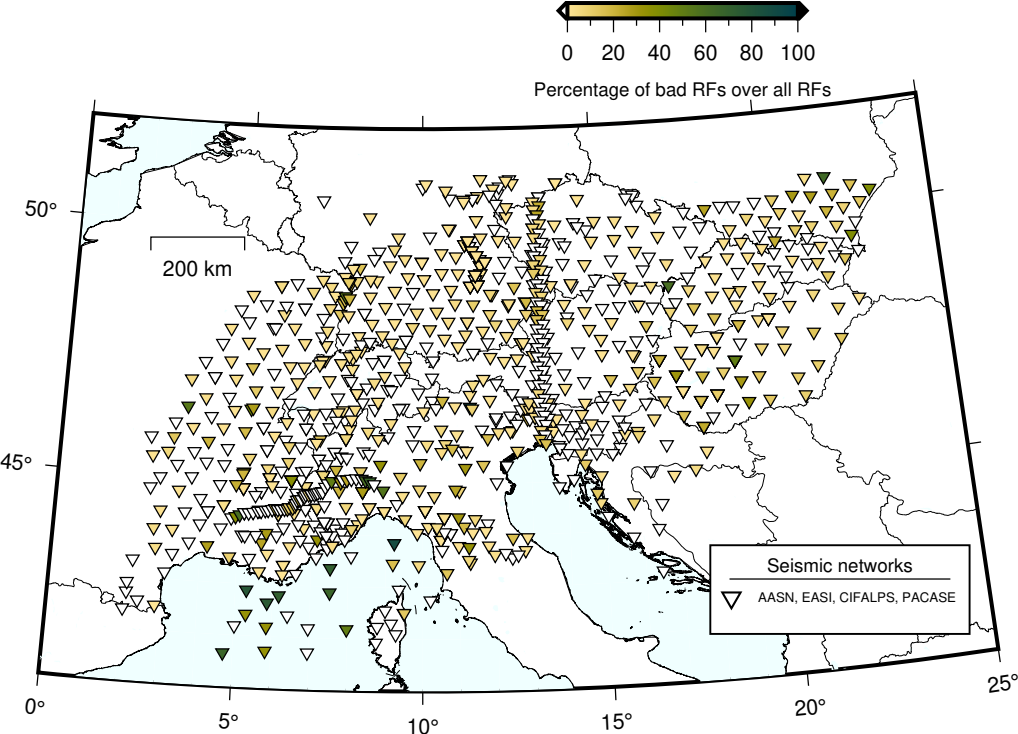 0 20 40 60 80 100
Percentage of bad RFs over all RFs
50°
200 km
45°
Seismic networks
AASN, EASI, CIFALPS, PACASE
0° 5° 10° 15° 20° 25°